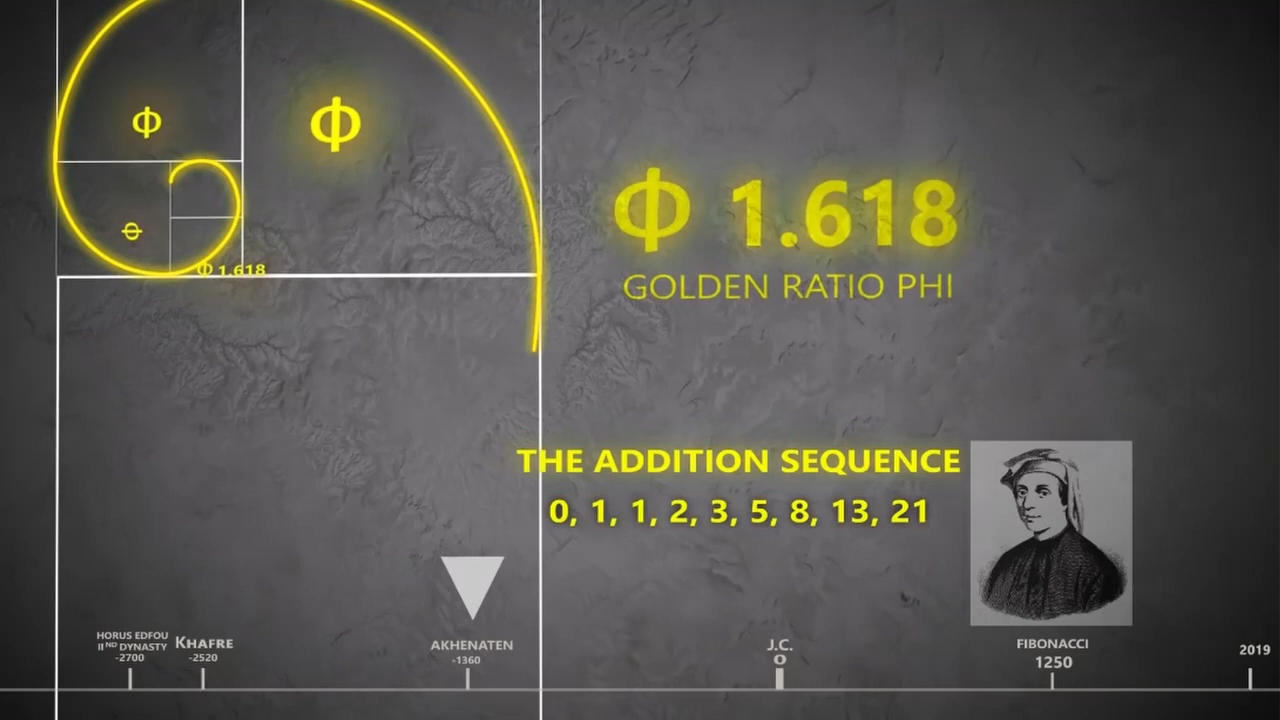 Φ
Φ
Φ
Φ 1.618
Φ 1.618
GOLDEN RATIO PHI
THE ADDITION SEQUENCE
0, 1, 1, 2, 3, 5, 8, 13, 21
HORUS EDFOU
II ND DYNASTY
-2700
KHAFRE
-2520
AKHENATEN
-1360
J.C.
0
FIBONACCI
1250
2019